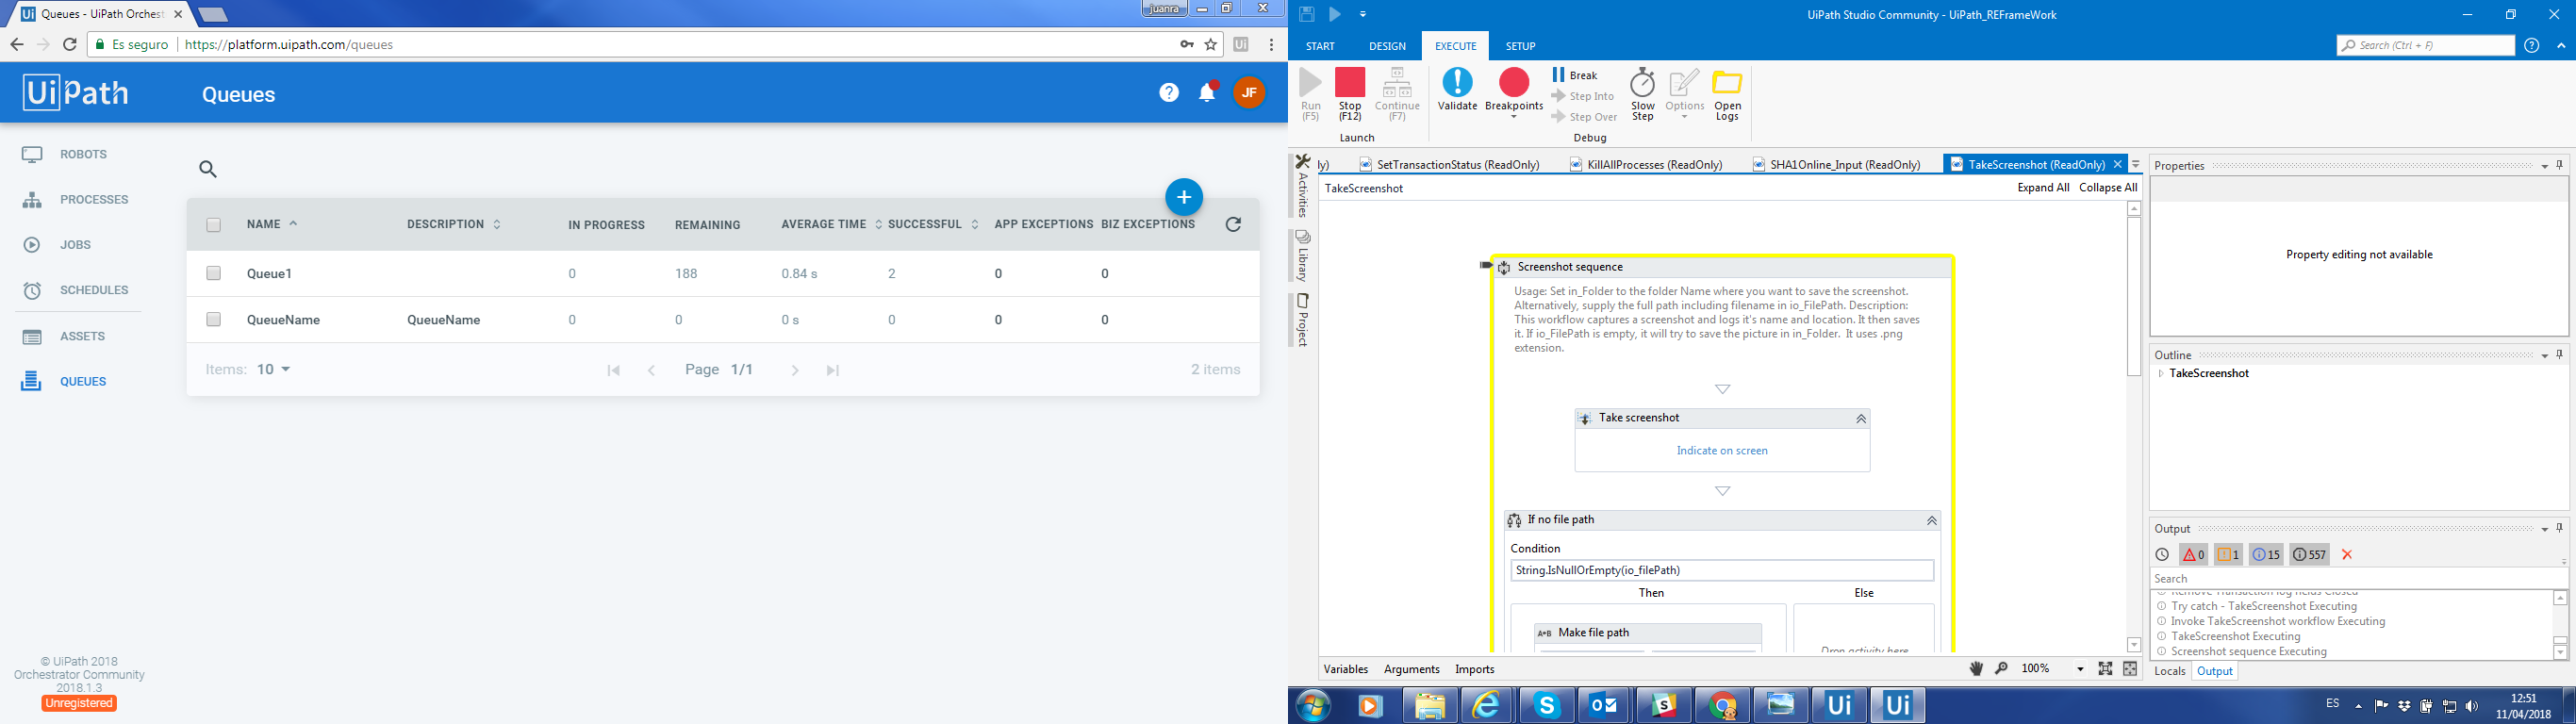 Queues - UiPath Orchest
juanra
Es seguro https://platform.uipath.com/queues
UiPath
Queues
JF
ROBOTS
PROCESSES
JOBS
SCHEDULES
ASSETS
QUEUES
NAME DESCRIPTION IN PROGRESS REMAINING AVERAGE TIME SUCCESSFUL APP EXCEPTIONS BIZ EXCEPTIONS
Queue1 0 188 0.84 s 2 0 0
QueueName QueueName 0 0 0 s 0 0 0
Items: 10 Page 1/1 2 items
© UiPath 2018
Orchestrator Community
2018.1.3
Unregistered
UiPath Studio Community - UiPath_REFrameWork
START DESIGN EXECUTE SETUP
Search (Ctrl + F)
Run
(F5)
Stop
(F12)
Continue
(F7)
Launch
Validate
Breakpoints
Break
Step Into
Step Over
Slow
Step
Options
Open
Logs
Debug
ly) SetTransactionStatus (ReadOnly) KillAllProcesses (ReadOnly) SHA1Online_Input (ReadOnly) TakeScreenshot (ReadOnly)
Activities
Library
Project
TakeScreenshot
Expand All Collapse All
Screenshot sequence
Usage: Set in_Folder to the folder Name where you want to save the screenshot.
Alternatively, supply the full path including filename in io_FilePath. Description:
This workflow captures a screenshot and logs it's name and location. It then saves
it. If io_FilePath is empty, it will try to save the picture in in_Folder. It uses .png
extension.
Take screenshot
Indicate on screen
If no file path
Condition
String.IsNullOrEmpty(io_filePath)
Then Else
Make file path
Drop activity here
Variables Arguments Imports
100%
Properties
Property editing not available
Outline
TakeScreenshot
Output
0 1 15 557
Search
Remove Transaction log fields Closed
Try catch - TakeScreenshot Executing
Invoke TakeScreenshot workflow Executing
TakeScreenshot Executing
Screenshot sequence Executing
Locals Output
ES
12:51
11/04/2018